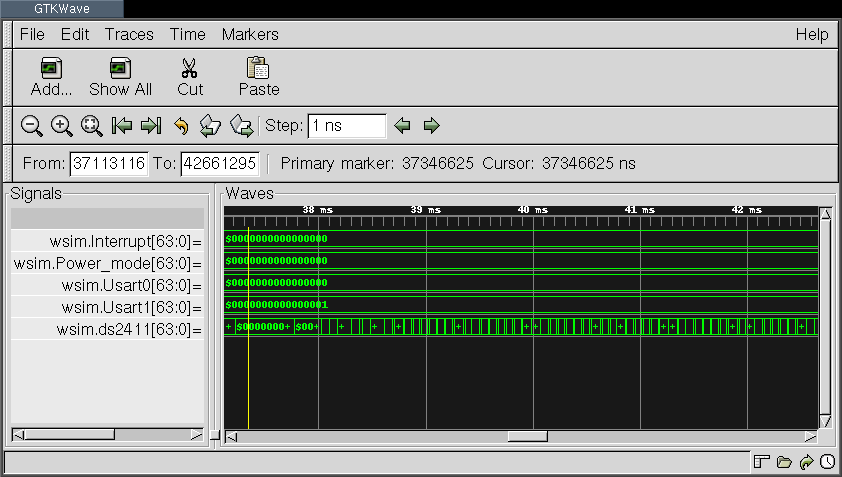 GTKWave
File Edit Traces Time Markers Help
Add... Show All Cut Paste
Step: 1 ns
From: 37113116 To: 42661295 Primary marker: 37346625 Cursor: 37346625 ns
Signals Waves
38 ms 39 ms 40 ms 41 ms 42 ms
wsim.Interrupt[63:0]= $0000000000000000
wsim.Power_mode[63:0]= $0000000000000000
wsim.Usart0[63:0]= $0000000000000000
wsim.Usart1[63:0]= $0000000000000001
wsim.ds2411[63:0]= + $0000000+ $00+ + + + + + + + + + + +